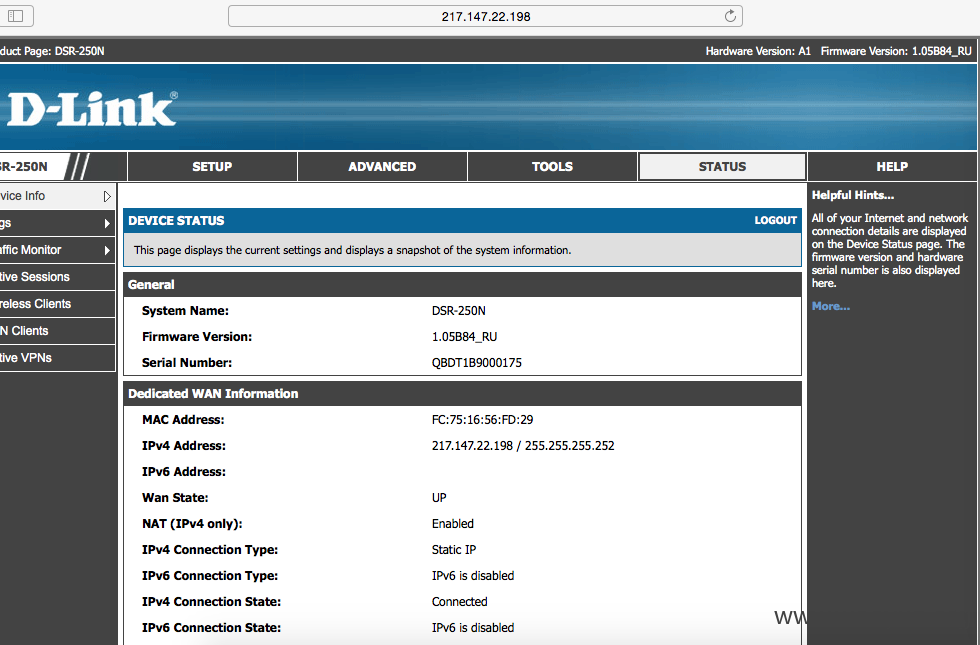 217.147.22.198
duct Page: DSR-250N Hardware Version: A1 Firmware Version: 1.05B84_RU
D-Link®
SR-250N SETUP ADVANCED TOOLS STATUS HELP
vice Info
gs
affic Monitor
tive Sessions
reless Clients
N Clients
tive VPNs
DEVICE STATUS LOGOUT
This page displays the current settings and displays a snapshot of the system information.
General
System Name: DSR-250N
Firmware Version: 1.05B84_RU
Serial Number: QBDT1B9000175
Dedicated WAN Information
MAC Address: FC:75:16:56:FD:29
IPv4 Address: 217.147.22.198 / 255.255.255.252
IPv6 Address:
Wan State: UP
NAT (IPv4 only): Enabled
IPv4 Connection Type: Static IP
IPv6 Connection Type: IPv6 is disabled
IPv4 Connection State: Connected
IPv6 Connection State: IPv6 is disabled
Helpful Hints...
All of your Internet and network
connection details are displayed
on the Device Status page. The
firmware version and hardware
serial number is also displayed
here.
More...